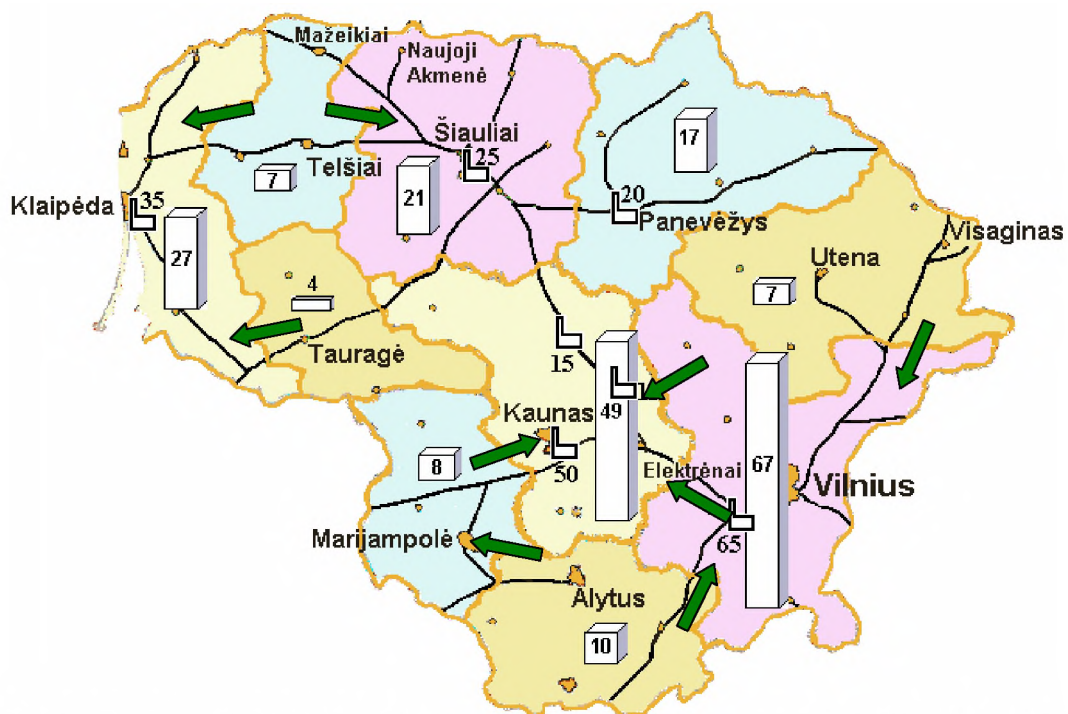 Mažeikiai
Naujoji
Akmenė
Šiauliai
25
17
Telšiai
7
21
20
Klaipėda
35
Panevėžys
Visaginas
Utena
27
4
7
Tauragė
15
49
Kaunas
8
50
Elektrėnai
67
Vilnius
Marijampolė
65
Alytus
10